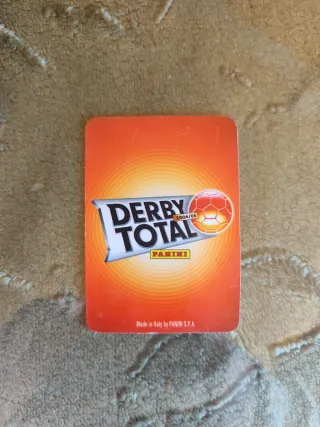 DERBY
2004/05
TOTAL
PANINI
Made in Italy by PANINI S.P.A.